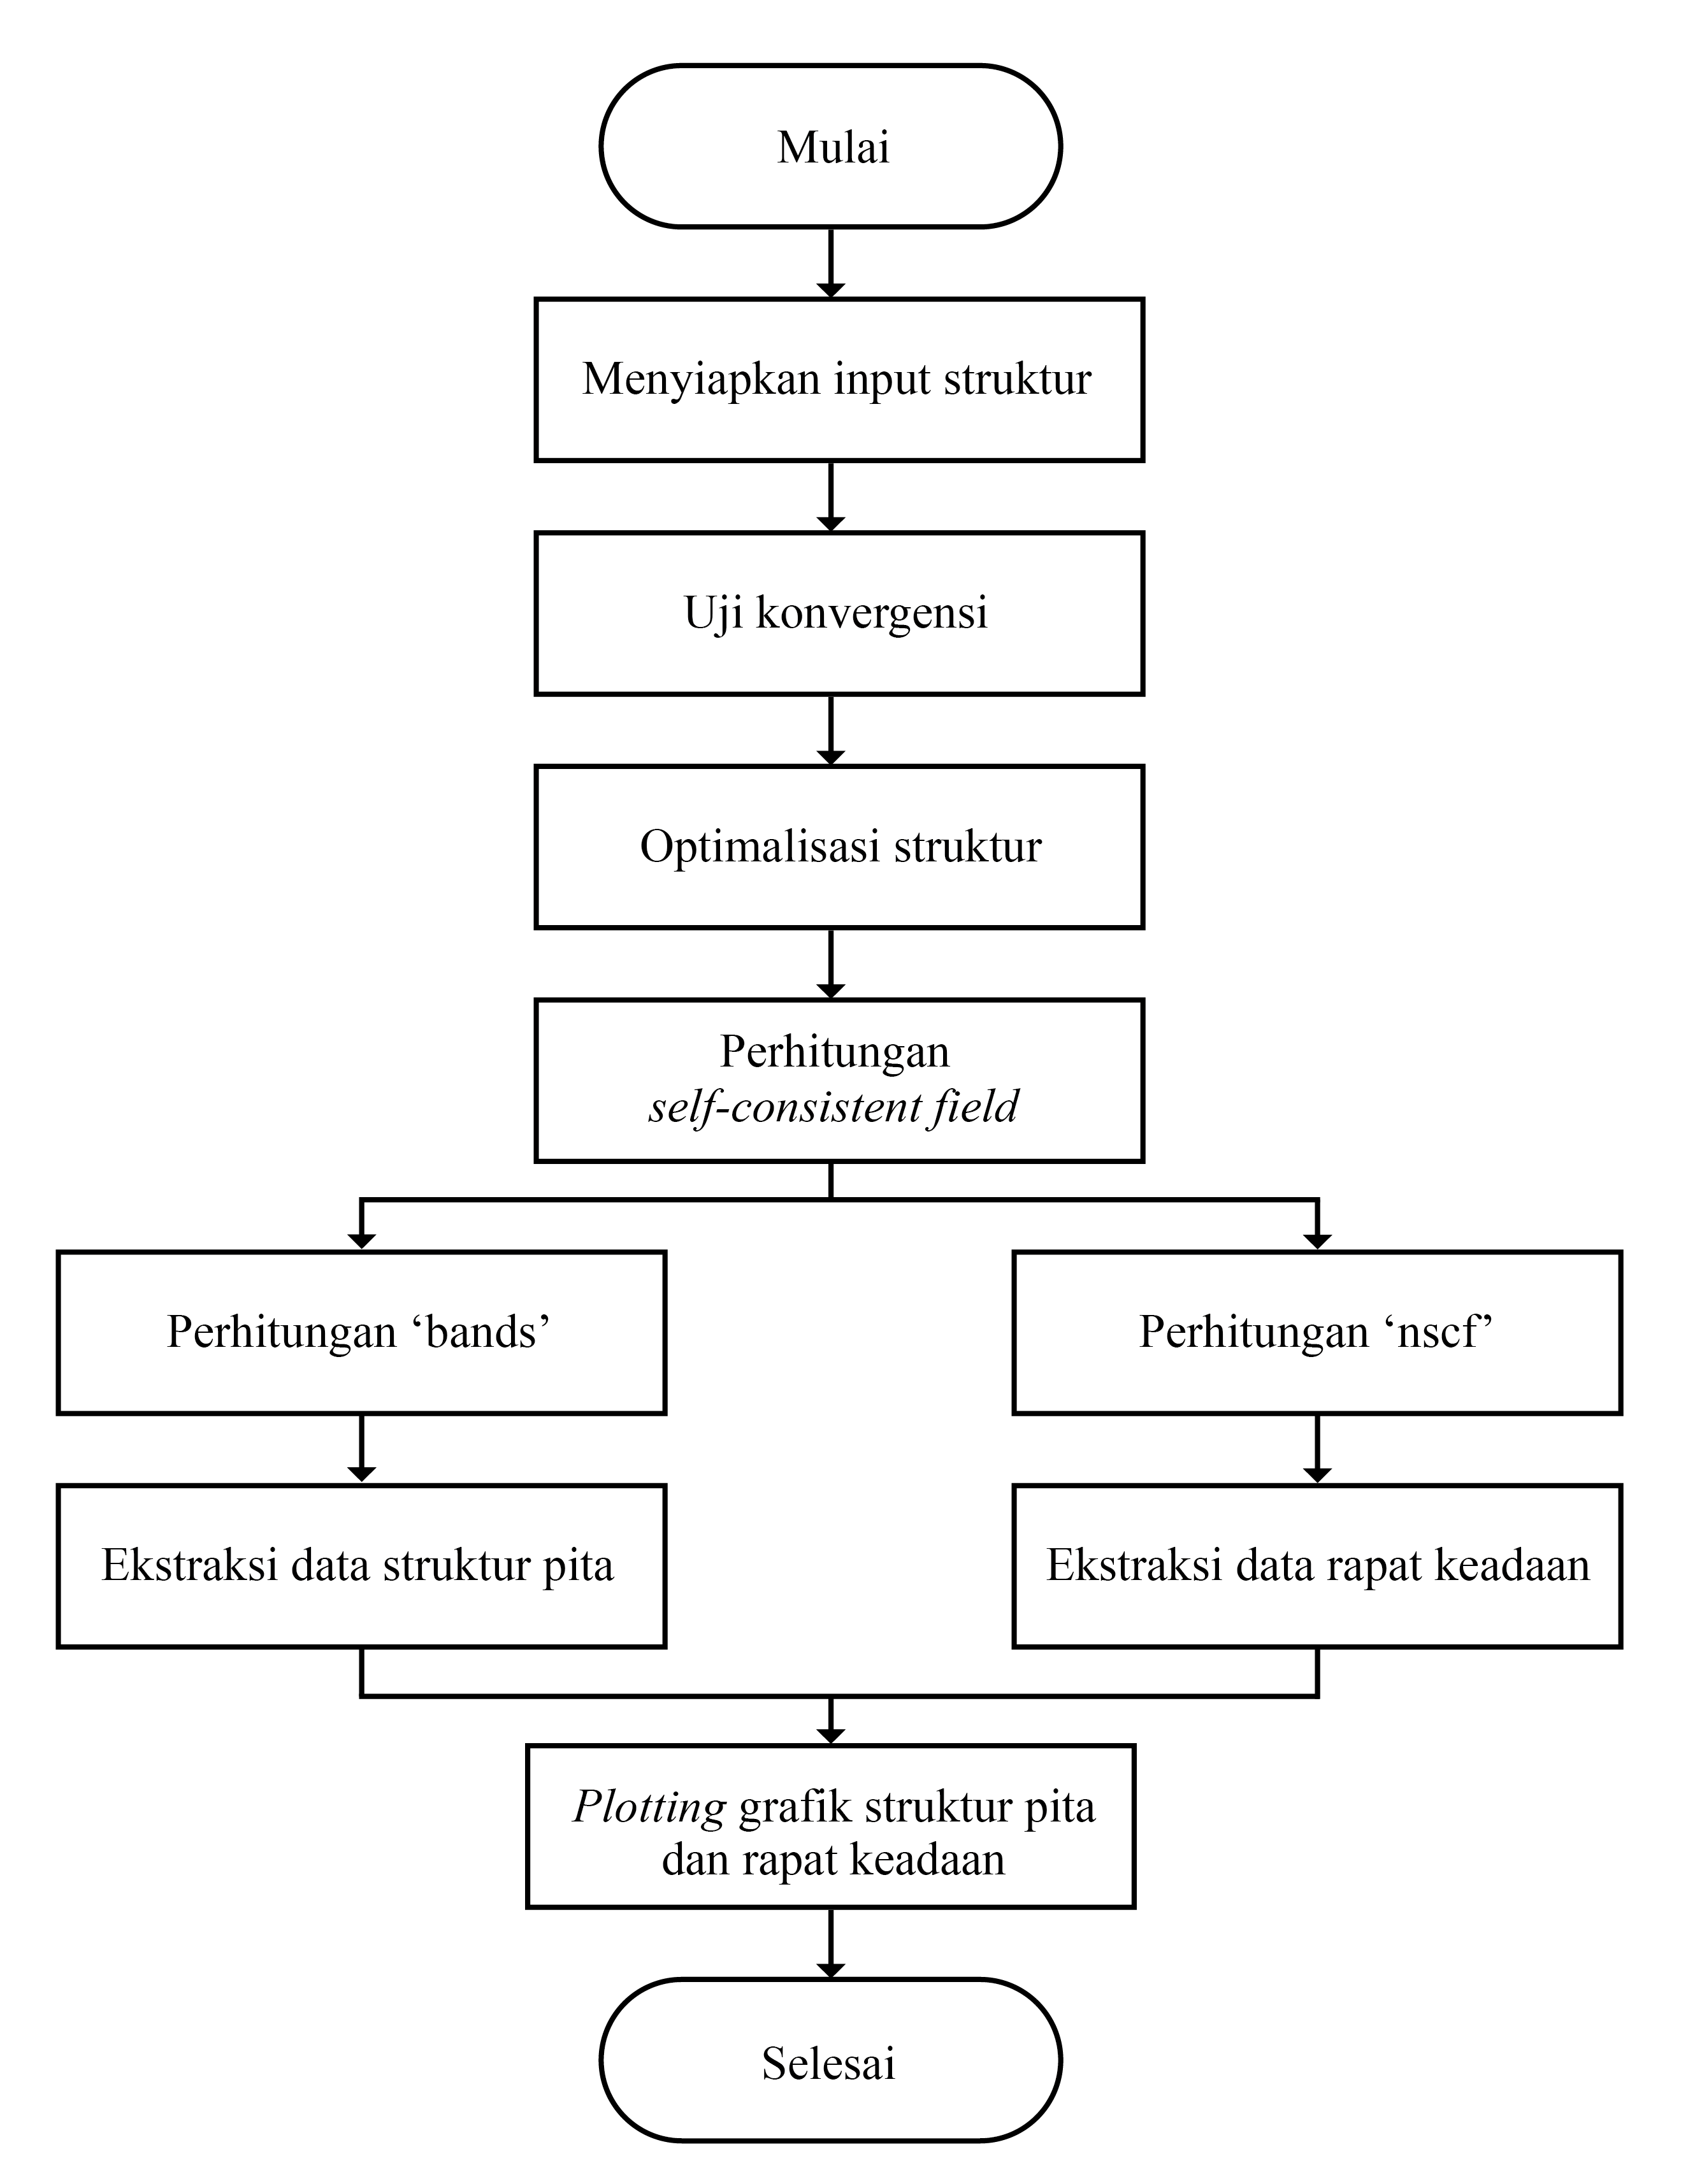 Mulai
Menyiapkan input struktur
Uji konvergensi
Optimalisasi struktur
Perhitungan
self-consistent field
Perhitungan ‘bands’
Perhitungan ‘nscf’
Ekstraksi data struktur pita
Ekstraksi data rapat keadaan
Plotting grafik struktur pita
dan rapat keadaan
Selesai